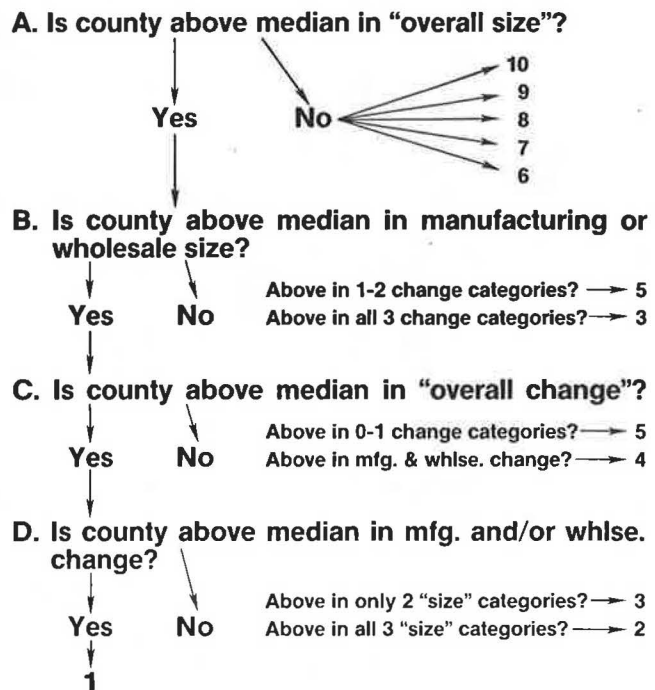 A. Is county above median in “overall size”?
10
9
Yes No 8
7
6
B. Is county above median in manufacturing or
wholesale size?
Above in 1-2 change categories? 5
Yes No Above in all 3 change categories? 3
C. Is county above median in “overall change”?
Above in 0-1 change categories? 5
Yes No Above in mfg. & whlse. change? 4
D. Is county above median in mfg. and/or whlse.
change?
Above in only 2 “size” categories? 3
Yes No Above in all 3 “size” categories? 2
1